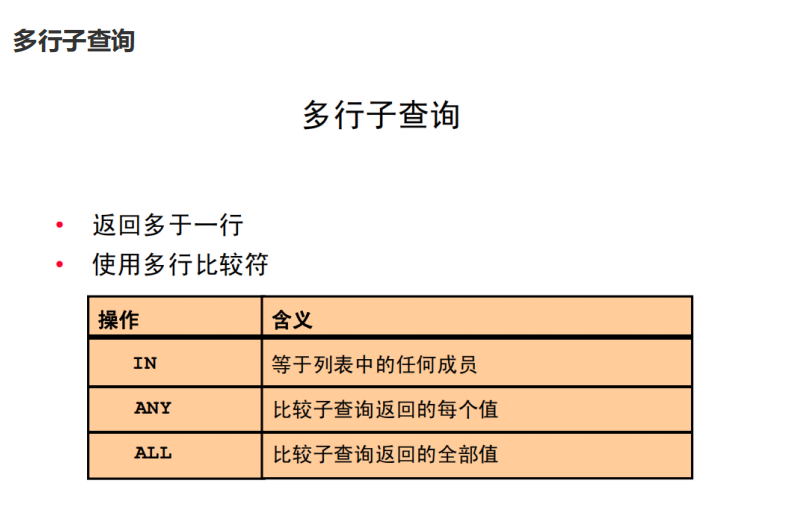 多行子查询
多行子查询
• 返回多于一行
• 使用多行比较符
操作 含义
IN 等于列表中的任何成员
ANY 比较子查询返回的每个值
ALL 比较子查询返回的全部值